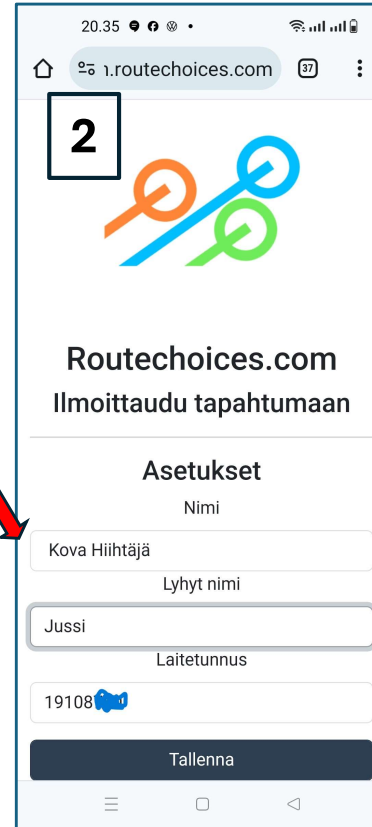 20.35
n.routechoices.com 37
2
Routechoices.com
Ilmoittaudu tapahtumaan
Asetukset
Nimi
Kova Hiihtäjä
Lyhyt nimi
Jussi
Laitetunnus
19108
Tallenna